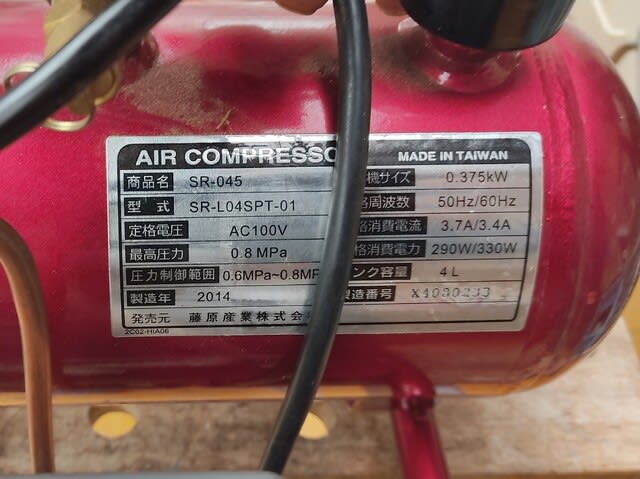 AIR COMPRESSO MADE IN TAIWAN
商品名 SR-045 機サイズ 0.375kW
型式 SR-L04SPT-01 格周波数 50Hz/60Hz
定格電圧 AC100V 格消費電流 3.7A/3.4A
最高圧力 0.8 MPa 格消費電力 290W/330W
圧力制御範囲 0.6MPa~0.8MP ンク容量 4L
製造年 2014 製造番号
発売元 藤原産業株式会
2C02-HIA06